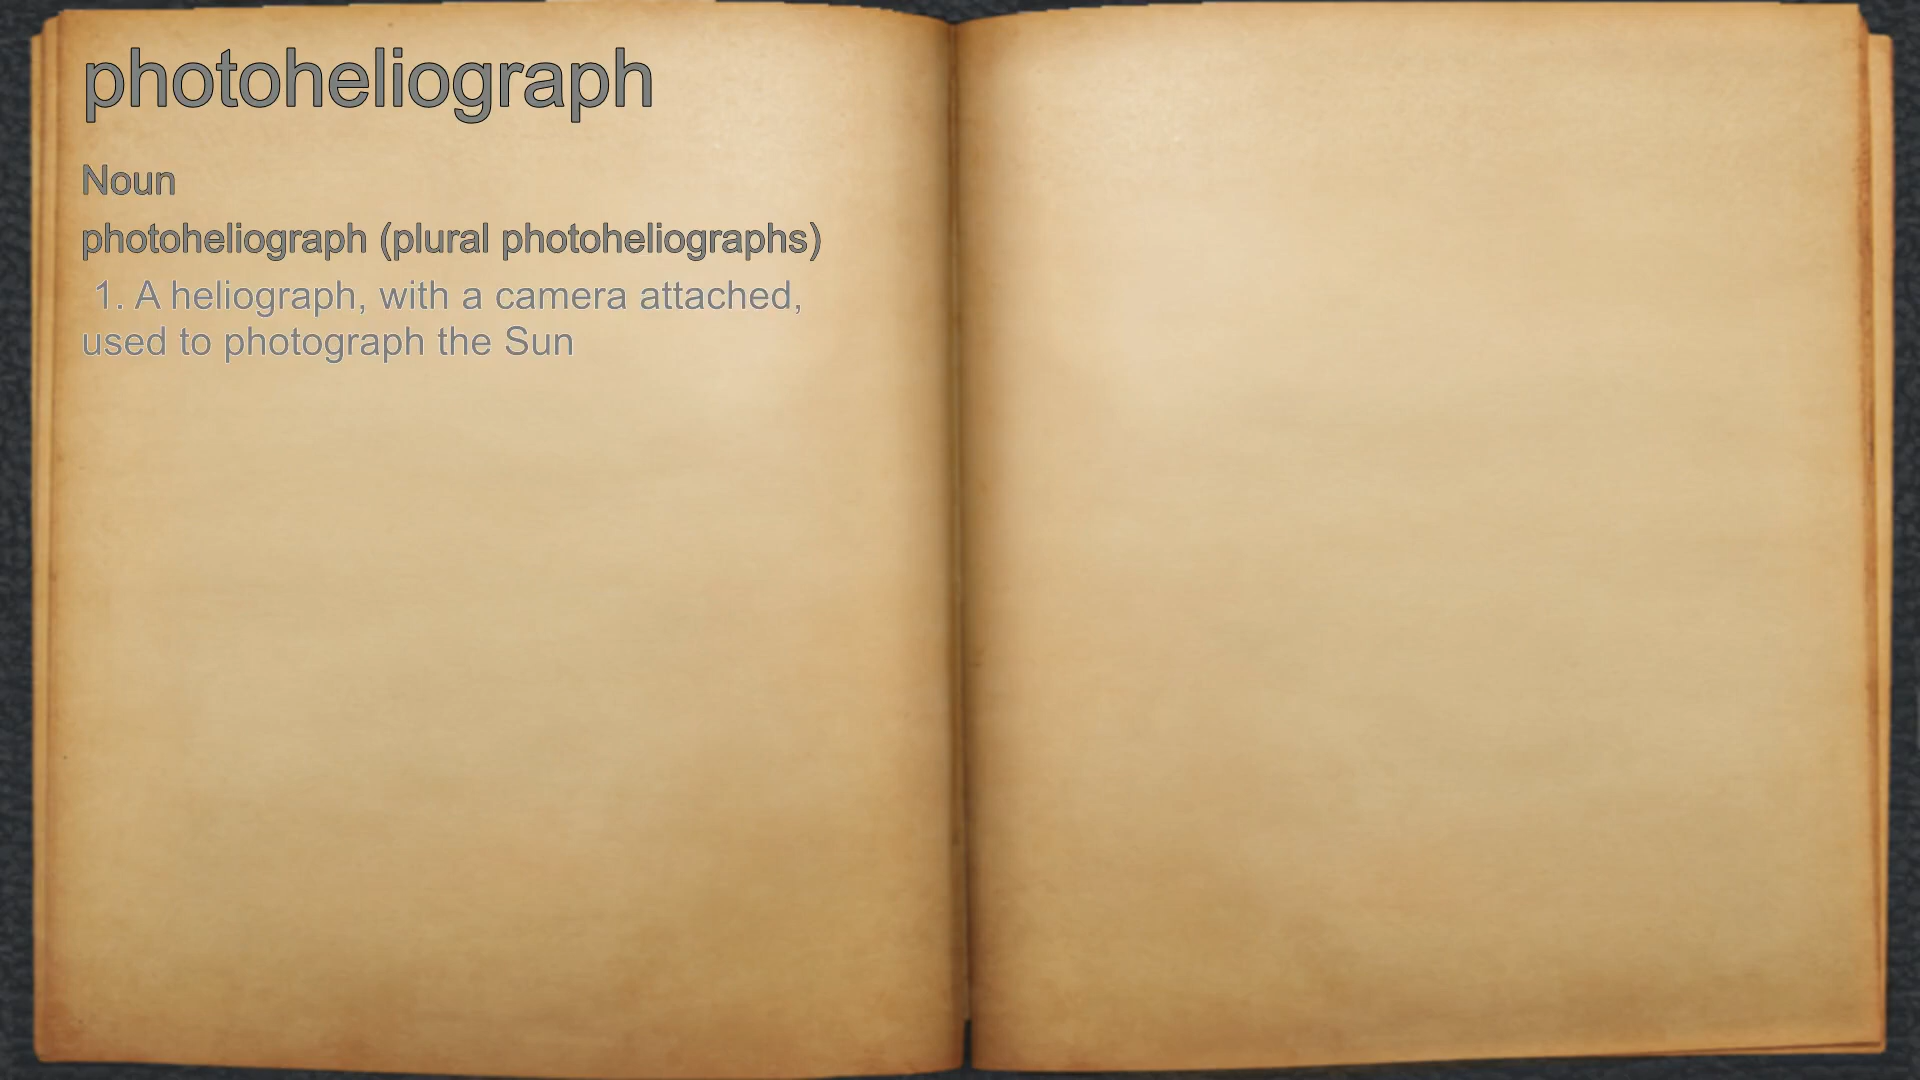 photoheliograph
Noun
photoheliograph (plural photoheliographs)
1. A heliograph, with a camera attached,
used to photograph the Sun